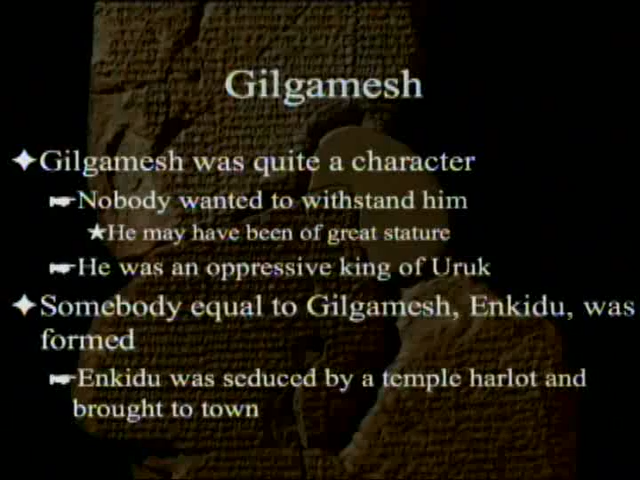 Gilgamesh
Gilgamesh was quite a character
Nobody wanted to withstand him
He may have been of great stature
He was an oppressive king of Uruk
Somebody equal to Gilgamesh, Enkidu, was
formed
Enkidu was seduced by a temple harlot and
brought to town